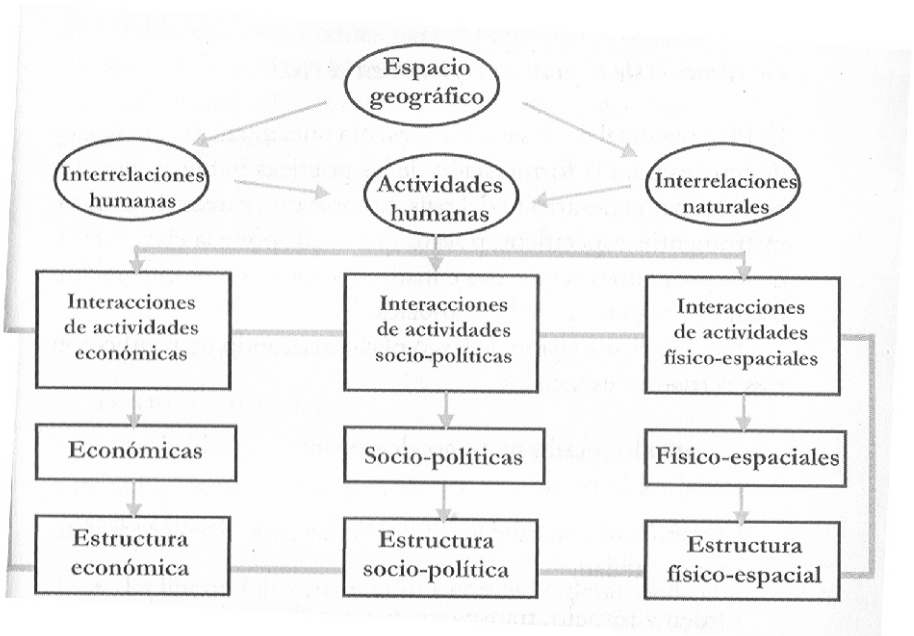 Espacio
geográfico
Interrelaciones
humanas
Actividades
humanas
Interrelaciones
naturales
Interacciones
de actividades
económicas
Interacciones
de actividades
socio-políticas
Interacciones
de actividades
físico-espaciales
Económicas
Socio-políticas
Físico-espaciales
Estructura
económica
Estructura
socio-política
Estructura
físico-espacial